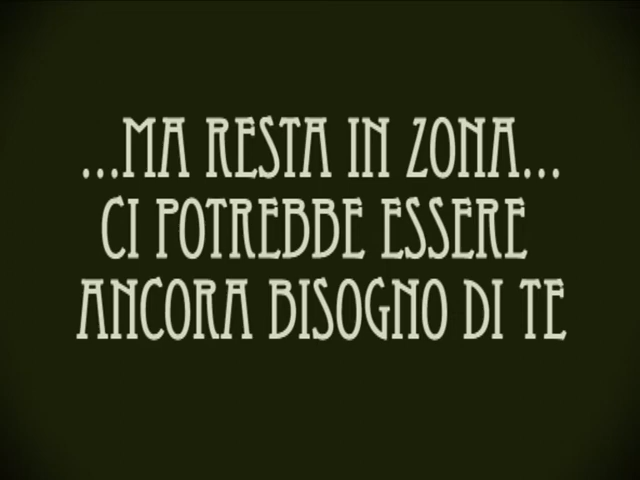 ...MA RESTA IN ZONA...
CI POTREBBE ESSERE
ANCORA BISOGNO DI TE